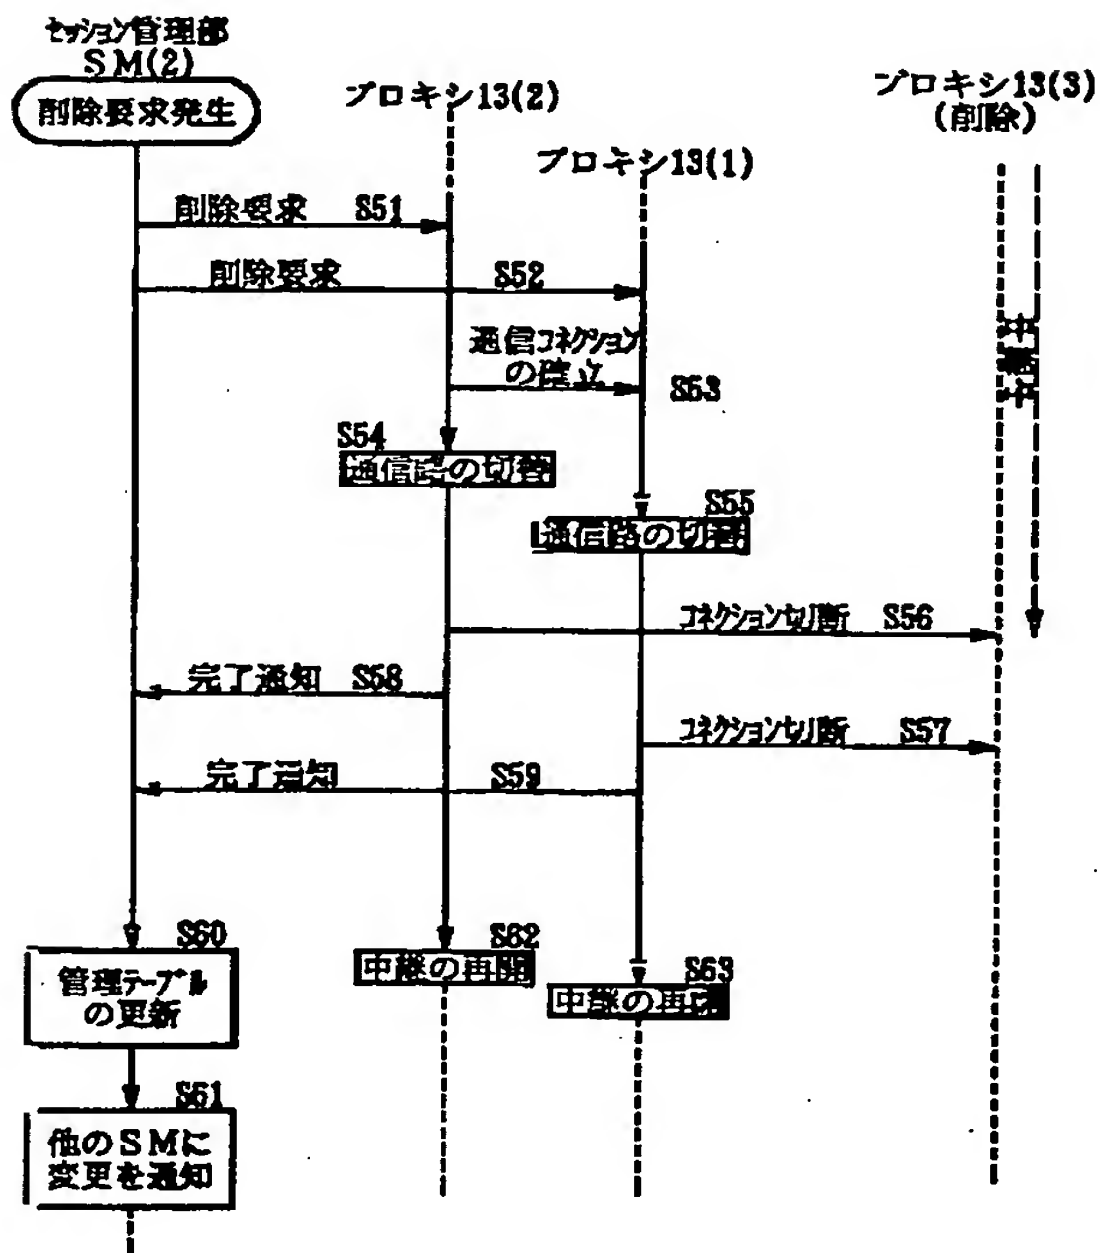 セッション管理部
SM(2)
削除要求発生
プロキシ13(2)
プロキシ13(1)
プロキシ13(3)
(削除)
削除要求 S51
削除要求 S52
通信コネクション
の確立 S53
中継中
S54
通信路の切替
S55
通信路の切替
コネクション切断 S56
完了通知 S58
コネクション切断 S57
完了通知 S59
S60
管理テーブル
の更新
S62
中継の再開
S63
中継の再開
S61
他のSMに
変更を通知